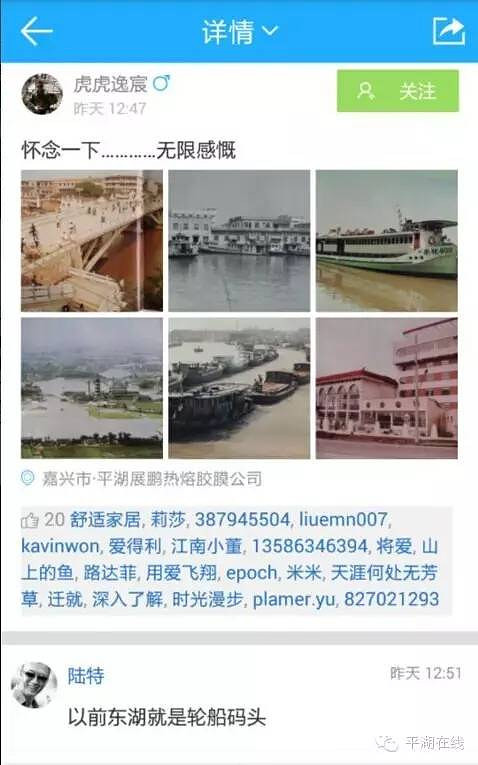 详情
虎虎逸宸
昨天 12:47
关注
怀念一下…………无限感慨
嘉兴市·平湖展鹏热熔胶膜公司
20 舒适家居, 莉莎, 387945504, liuemn007,
kavinwon, 爱得利, 江南小董, 13586346394, 将爱, 山
上的鱼, 路达菲, 用爱飞翔, epoch, 米米, 天涯何处无芳
草, 迁就, 深入了解, 时光漫步, plamer.yu, 827021293
陆特
昨天 12:51
以前东湖就是轮船码头
平湖在线